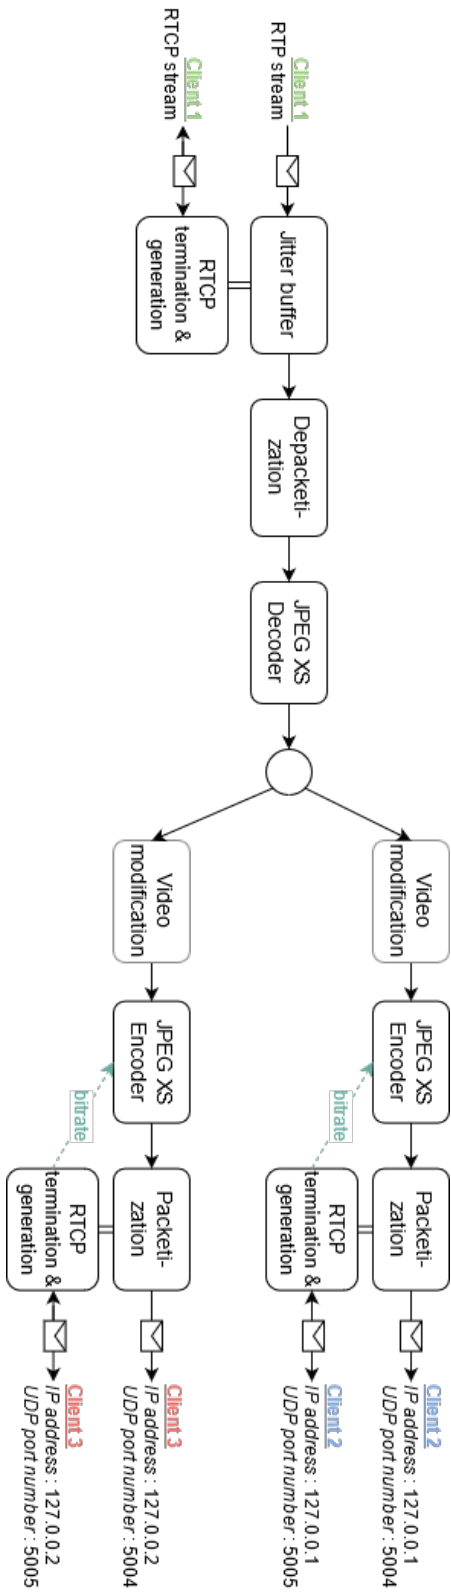 Client 1
RTP stream
Jitter buffer
Depacketi-
zation
JPEG XS
Decoder
Client 1
RTCP stream
RTCP
termination &
generation
Video
modification
JPEG XS
Encoder
Packeti-
zation
Client 2
IP address : 127.0.0.1
UDP port number : 5004
bitrate
RTCP
termination &
generation
Client 2
IP address : 127.0.0.1
UDP port number : 5005
Video
modification
JPEG XS
Encoder
Packeti-
zation
Client 3
IP address : 127.0.0.2
UDP port number : 5004
bitrate
RTCP
termination &
generation
Client 3
IP address : 127.0.0.2
UDP port number : 5005